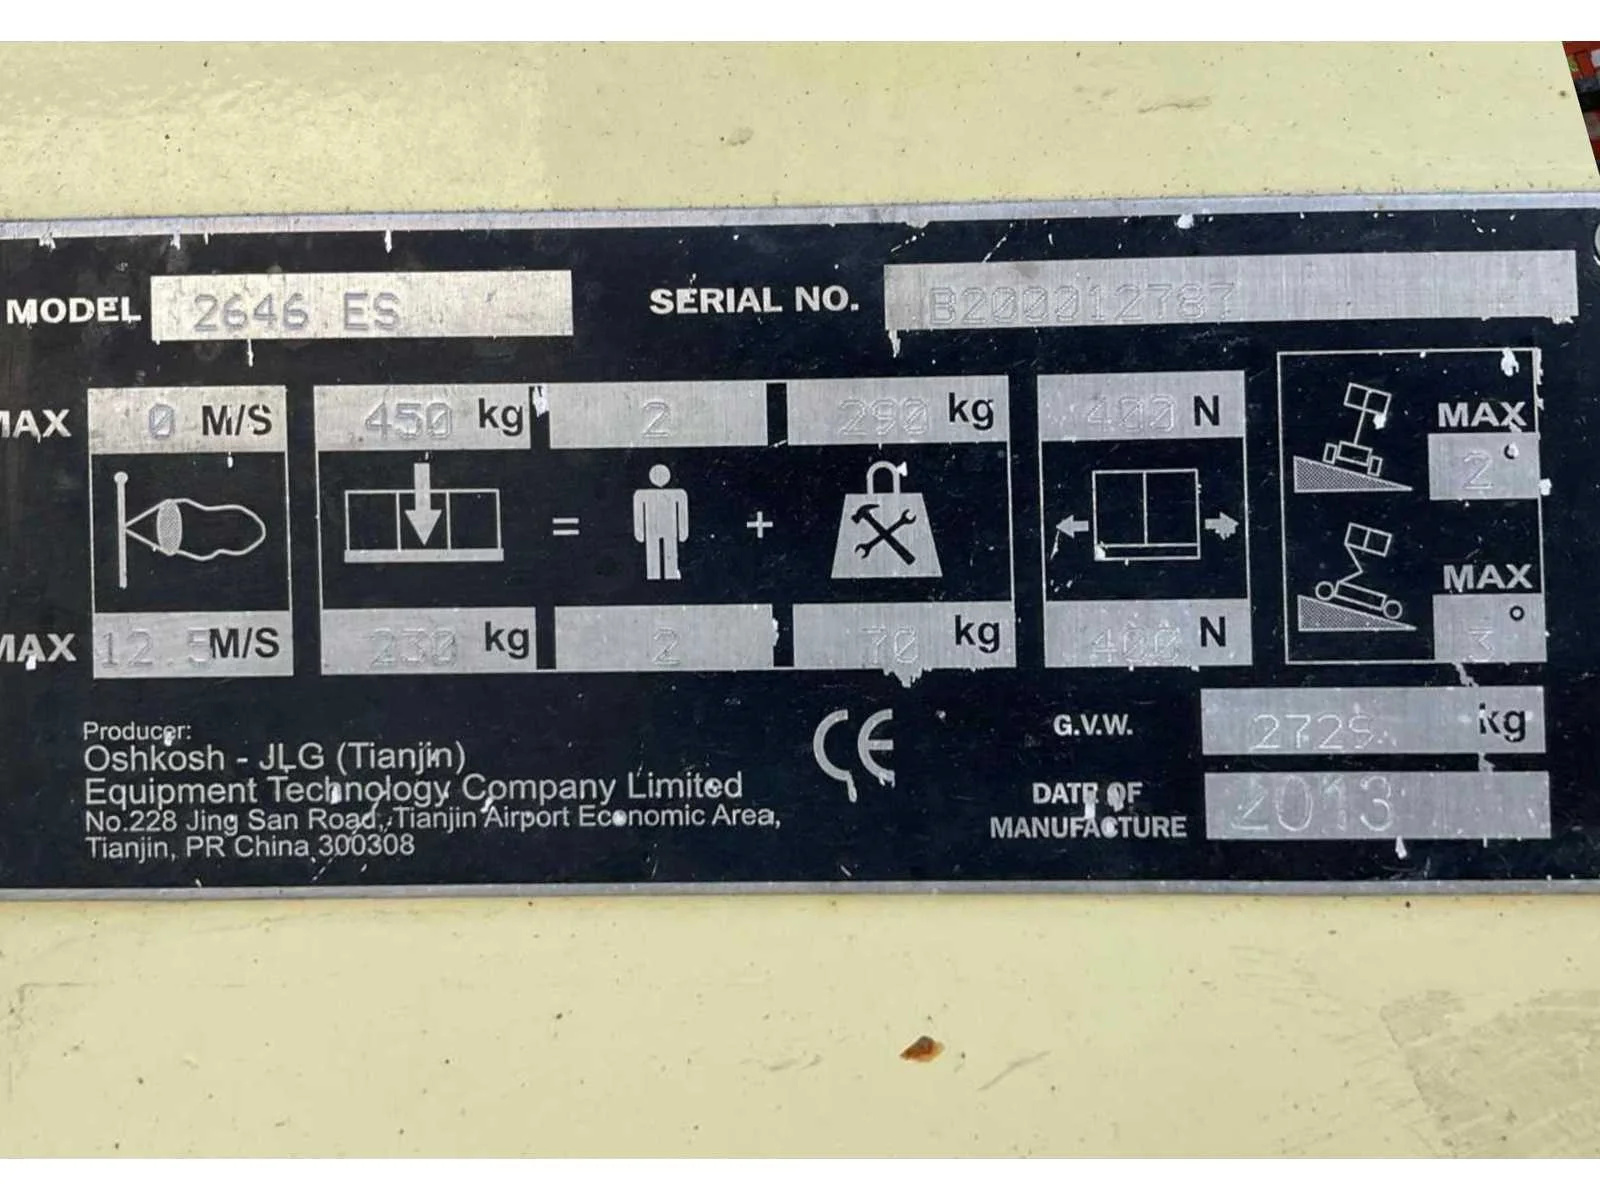 MODEL 2646 ES SERIAL NO. B200012787
MAX 0 M/S 450 kg 2 290 kg 400 N MAX
2°
= +
MAX
MAX 12.5 M/S 230 kg 2 70 kg 400 N 3°
Producer:
Oshkosh - JLG (Tianjin)
Equipment Technology Company Limited
No.228 Jing San Road, Tianjin Airport Economic Area,
Tianjin, PR China 300308
CE
G.V.W. kg
DATE OF
MANUFACTURE 2013